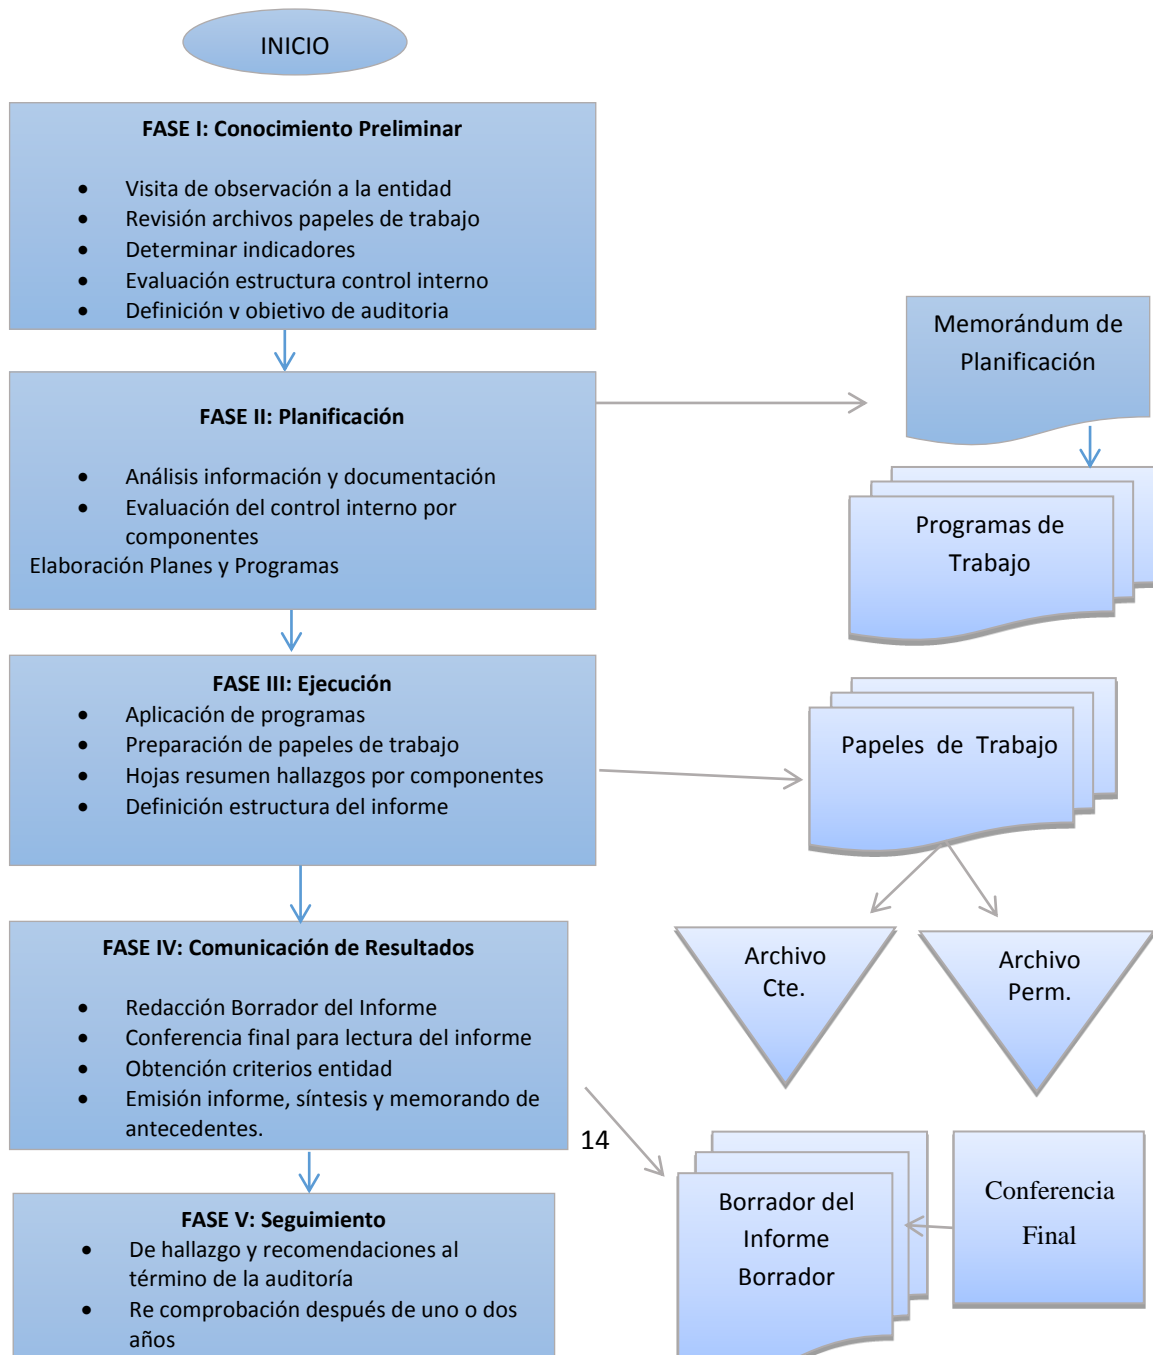 INICIO
FASE I: Conocimiento Preliminar
• Visita de observación a la entidad
• Revisión archivos papeles de trabajo
• Determinar indicadores
• Evaluación estructura control interno
• Definición y objetivo de auditoria
Memorándum de
Planificación
FASE II: Planificación
• Análisis información y documentación
• Evaluación del control interno por
componentes
Elaboración Planes y Programas
Programas de
Trabajo
FASE III: Ejecución
• Aplicación de programas
• Preparación de papeles de trabajo
• Hojas resumen hallazgos por componentes
• Definición estructura del informe
Papeles de Trabajo
Archivo
Cte.
Archivo
Perm.
FASE IV: Comunicación de Resultados
• Redacción Borrador del Informe
• Conferencia final para lectura del informe
• Obtención criterios entidad
• Emisión informe, síntesis y memorando de
antecedentes.
14
Borrador del
Informe
Borrador
Conferencia
Final
FASE V: Seguimiento
• De hallazgo y recomendaciones al
término de la auditoría
• Re comprobación después de uno o dos
años